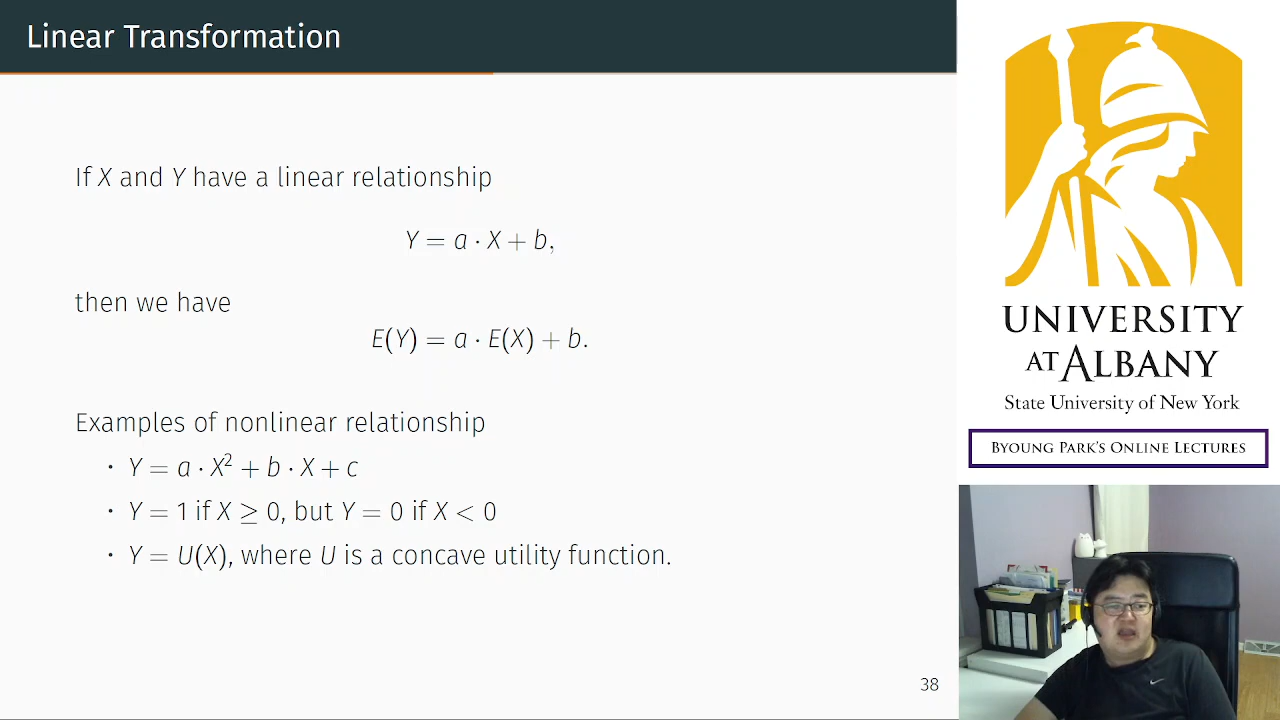 Linear Transformation
If X and Y have a linear relationship
Y = a · X + b,
then we have
E(Y) = a · E(X) + b.
Examples of nonlinear relationship
· Y = a · X² + b · X + c
· Y = 1 if X ≥ 0, but Y = 0 if X < 0
· Y = U(X), where U is a concave utility function.
38
UNIVERSITY
AT ALBANY
State University of New York
BYOUNG PARK'S ONLINE LECTURES